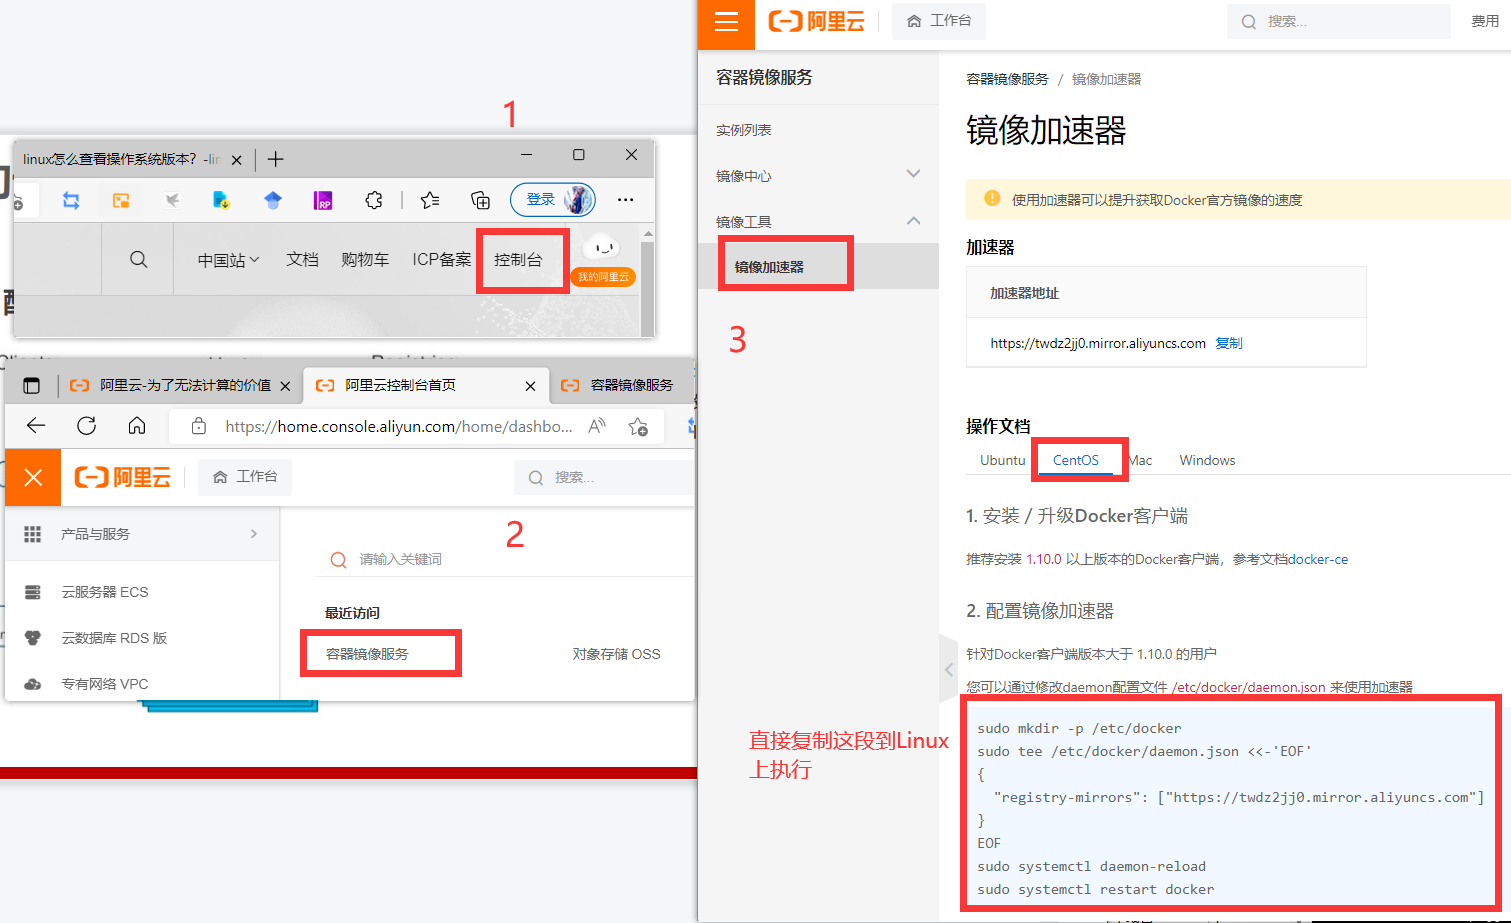 1
linux怎么查看操作系统版本? -lir
登录
中国站
文档
购物车
ICP备案
控制台
我的阿里云
阿里云-为了无法计算的价值
阿里云控制台首页
容器镜像服务
https://home.console.aliyun.com/home/dashbo...
阿里云
工作台
搜索...
产品与服务
2
请输入关键词
云服务器 ECS
最近访问
云数据库 RDS 版
容器镜像服务
对象存储 OSS
专有网络 VPC
阿里云
工作台
搜索...
费用
容器镜像服务
实例列表
镜像中心
镜像工具
镜像加速器
3
容器镜像服务 / 镜像加速器
镜像加速器
使用加速器可以提升获取Docker官方镜像的速度
加速器
加速器地址
https://twdz2jj0.mirror.aliyuncs.com 复制
操作文档
Ubuntu
CentOS
Mac
Windows
1. 安装 / 升级Docker客户端
推荐安装 1.10.0 以上版本的Docker客户端，参考文档docker-ce
2. 配置镜像加速器
针对Docker客户端版本大于 1.10.0 的用户
您可以通过修改daemon配置文件 /etc/docker/daemon.json 来使用加速器
直接复制这段到Linux
上执行
sudo mkdir -p /etc/docker
sudo tee /etc/docker/daemon.json <<-'EOF'
{
"registry-mirrors": ["https://twdz2jj0.mirror.aliyuncs.com"]
}
EOF
sudo systemctl daemon-reload
sudo systemctl restart docker